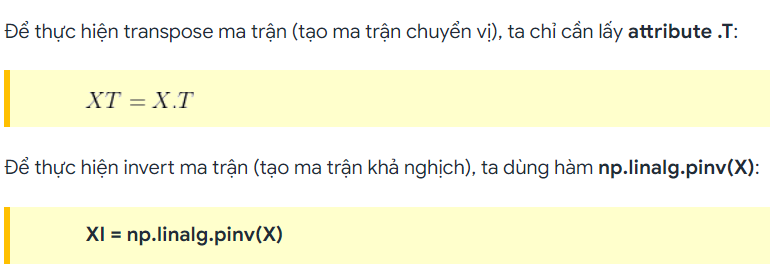 Để thực hiện transpose ma trận (tạo ma trận chuyển vị), ta chỉ cần lấy attribute .T:
XT = X.T
Để thực hiện invert ma trận (tạo ma trận khả nghịch), ta dùng hàm np.linalg.pinv(X):
XI = np.linalg.pinv(X)